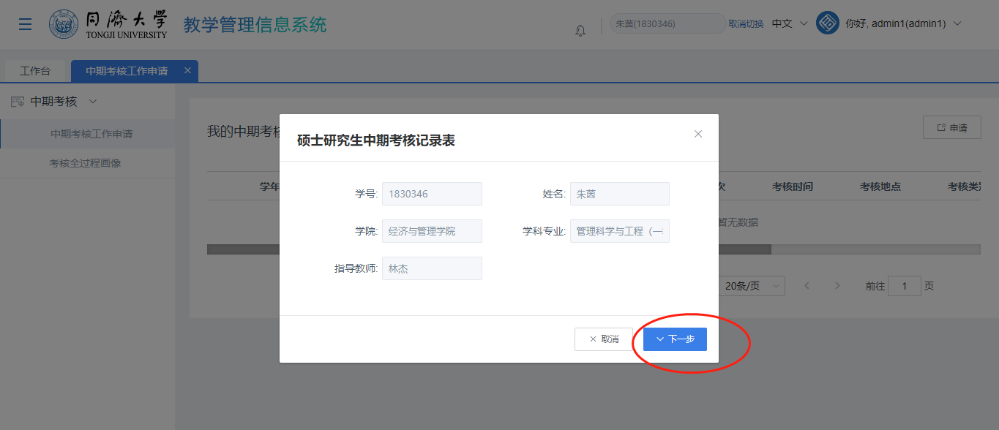 同濟大學
TONGJI UNIVERSITY
教学管理信息系统
朱茵(1830346)
取消切换
中文
你好, admin1(admin1)
工作台
中期考核工作申请
中期考核
中期考核工作申请
考核全过程画像
我的中期考核
申请
硕士研究生中期考核记录表
学号: 1830346
姓名: 朱茵
学院: 经济与管理学院
学科专业: 管理科学与工程（一
指导教师: 林杰
取消
下一步
学年
次
考核时间
考核地点
考核类别
暂无数据
20条/页
前往 1 页